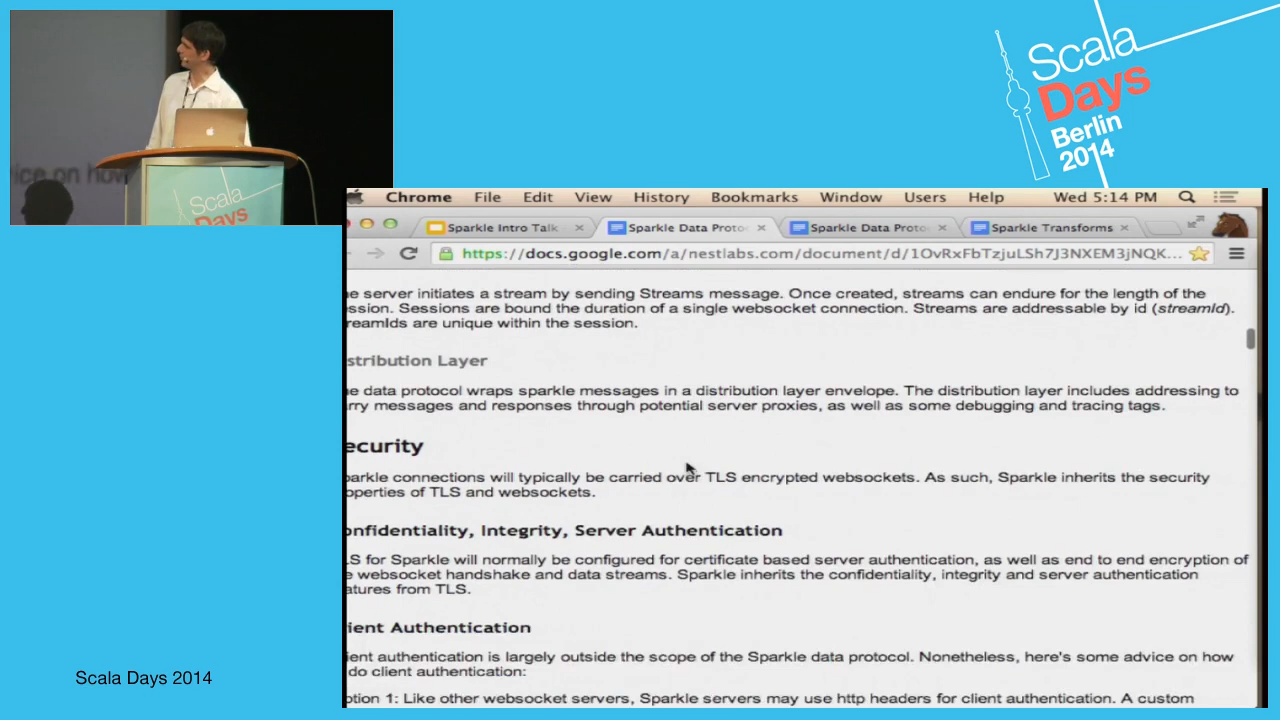 Scala
Days
Berlin
2014
on how
Scala
Days
Chrome File Edit View History Bookmarks Window Users Help Wed 5:14 PM
Sparkle Intro Talk × Sparkle Data Proto × Sparkle Data Proto × Sparkle Transforms ×
https://docs.google.com/a/nestlabs.com/document/d/1OvRxFbTzjuLSh7J3NXEM3jNQK...
e server initiates a stream by sending Streams message. Once created, streams can endure for the length of the
ssion. Sessions are bound the duration of a single websocket connection. Streams are addressable by id (streamId).
reamIds are unique within the session.
stribution Layer
e data protocol wraps sparkle messages in a distribution layer envelope. The distribution layer includes addressing to
rry messages and responses through potential server proxies, as well as some debugging and tracing tags.
ecurity
arkle connections will typically be carried over TLS encrypted websockets. As such, Sparkle inherits the security
operties of TLS and websockets.
onfidentiality, Integrity, Server Authentication
S for Sparkle will normally be configured for certificate based server authentication, as well as end to end encryption of
e websocket handshake and data streams. Sparkle inherits the confidentiality, integrity and server authentication
atures from TLS.
ient Authentication
ient authentication is largely outside the scope of the Sparkle data protocol. Nonetheless, here's some advice on how
do client authentication:
ption 1: Like other websocket servers, Sparkle servers may use http headers for client authentication. A custom
Scala Days 2014